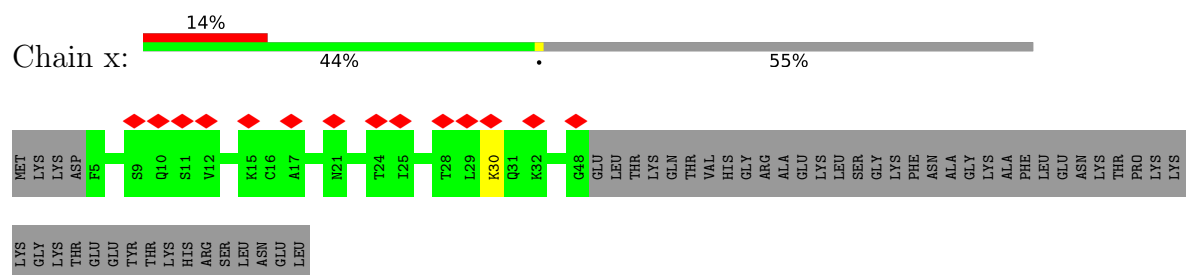 14%
Chain x:
44% • 55%
MET LYS LYS ASP F5 S9 Q10 S11 V12 K15 C16 A17 N21 T24 I25 T28 L29 K30 Q31 K32 G48 GLU LEU THR LYS GLN THR VAL HIS GLY ARG ALA GLU LYS LEU SER GLY LYS PHE ASN ALA GLY LYS ALA PHE LEU GLU ASN LYS THR PRO LYS LYS
LYS GLY LYS THR GLU GLU TYR THR LYS HIS ARG SER LEU ASN GLU LEU